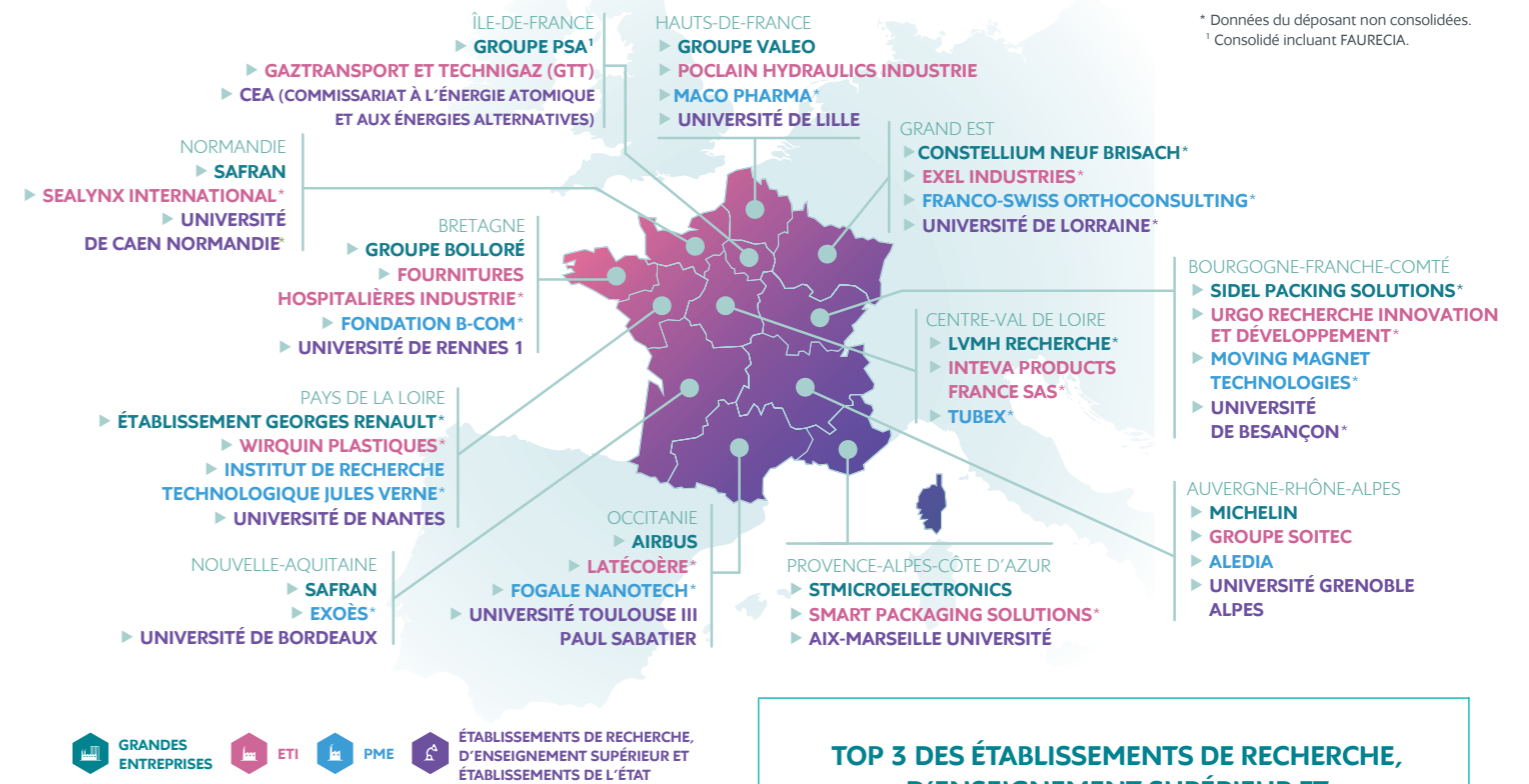 ÎLE-DE-FRANCE
GROUPE PSA¹
GAZTRANSPORT ET TECHNIGAZ (GTT)
CEA (COMMISSARIAT À L'ÉNERGIE ATOMIQUE
ET AUX ÉNERGIES ALTERNATIVES)
HAUTS-DE-FRANCE
GROUPE VALEO
POCLAIN HYDRAULICS INDUSTRIE
MACO PHARMA*
UNIVERSITÉ DE LILLE
* Données du déposant non consolidées.
¹ Consolidé incluant FAURECIA.
NORMANDIE
SAFRAN
SEALYNX INTERNATIONAL*
UNIVERSITÉ
DE CAEN NORMANDIE*
GRAND EST
CONSTELLIUM NEUF BRISACH*
EXEL INDUSTRIES*
FRANCO-SWISS ORTHOCONSULTING*
UNIVERSITÉ DE LORRAINE*
BRETAGNE
GROUPE BOLLORÉ
FOURNITURES
HOSPITALIÈRES INDUSTRIE*
FONDATION B-COM*
UNIVERSITÉ DE RENNES 1
BOURGOGNE-FRANCHE-COMTÉ
SIDEL PACKING SOLUTIONS*
URGO RECHERCHE INNOVATION
ET DÉVELOPPEMENT*
MOVING MAGNET
TECHNOLOGIES*
UNIVERSITÉ
DE BESANÇON*
CENTRE-VAL DE LOIRE
LVMH RECHERCHE*
INTEVA PRODUCTS
FRANCE SAS*
TUBEX*
PAYS DE LA LOIRE
ÉTABLISSEMENT GEORGES RENAULT*
WIRQUIN PLASTIQUES*
INSTITUT DE RECHERCHE
TECHNOLOGIQUE JULES VERNE*
UNIVERSITÉ DE NANTES
AUVERGNE-RHÔNE-ALPES
MICHELIN
GROUPE SOITEC
ALEDIA
UNIVERSITÉ GRENOBLE
ALPES
OCCITANIE
AIRBUS
LATÉCOÈRE*
FOGALE NANOTECH*
UNIVERSITÉ TOULOUSE III
PAUL SABATIER
NOUVELLE-AQUITAINE
SAFRAN
EXOÈS*
UNIVERSITÉ DE BORDEAUX
PROVENCE-ALPES-CÔTE D'AZUR
STMICROELECTRONICS
SMART PACKAGING SOLUTIONS*
AIX-MARSEILLE UNIVERSITÉ
GRANDES
ENTREPRISES
ETI
PME
ÉTABLISSEMENTS DE RECHERCHE,
D'ENSEIGNEMENT SUPÉRIEUR ET
ÉTABLISSEMENTS DE L'ÉTAT
TOP 3 DES ÉTABLISSEMENTS DE RECHERCHE,
D'ENSEIGNEMENT SUPÉRIEUR ET